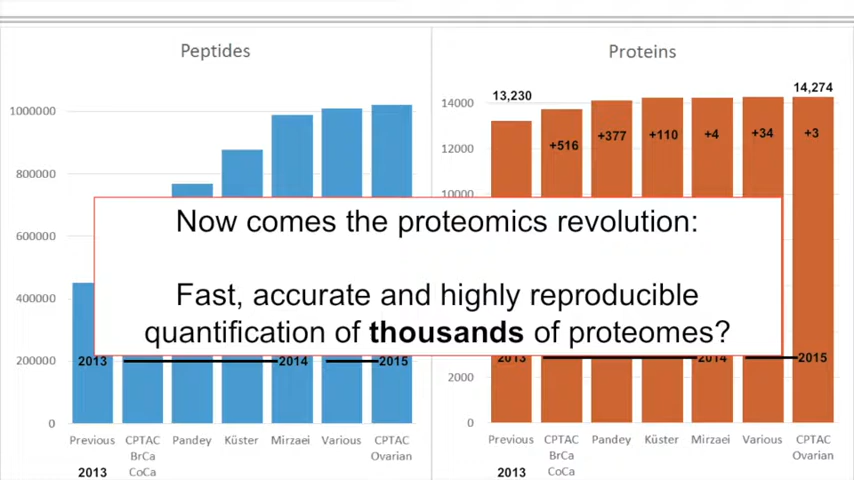 Peptides
1000000
800000
600000
400000
200000
0
2013
2014
2015
Previous
CPTAC
BrCa
CoCa
Pandey
Küster
Mirzaei
Various
CPTAC
Ovarian
2013
Proteins
13,230
14,274
+516
+377
+110
+4
+34
+3
14000
12000
10000
2000
0
2013
2014
2015
Previous
CPTAC
BrCa
CoCa
Pandey
Küster
Mirzaei
Various
CPTAC
Ovarian
2013
Now comes the proteomics revolution:
Fast, accurate and highly reproducible
quantification of thousands of proteomes?